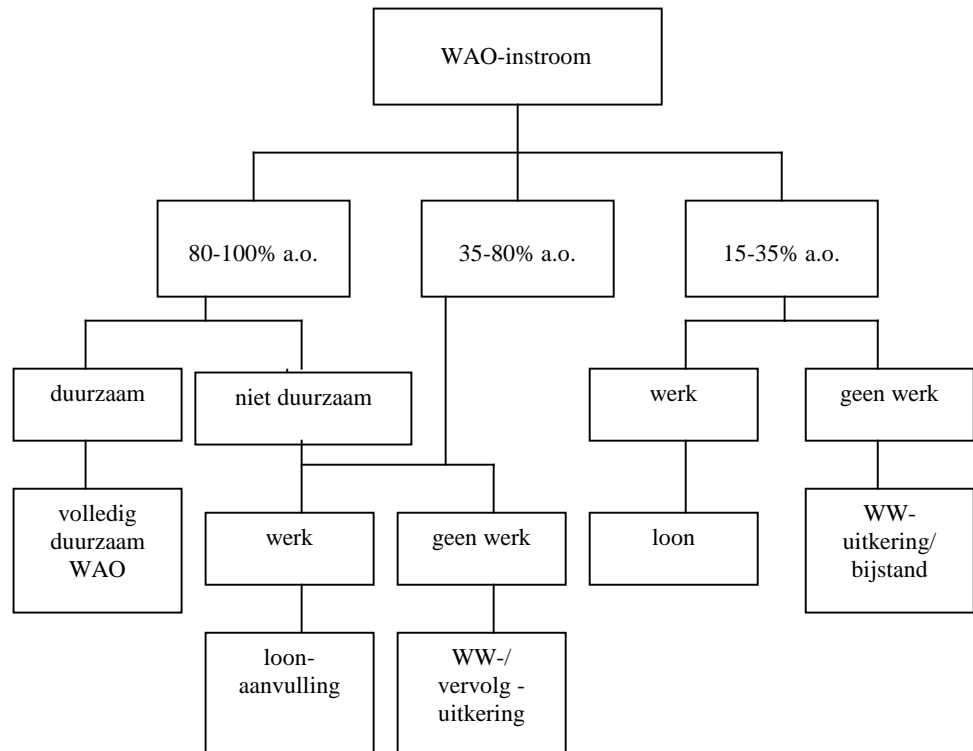 WAO-instroom
80-100% a.o.
35-80% a.o.
15-35% a.o.
duurzaam
niet duurzaam
werk
geen werk
volledig
duurzaam
WAO
werk
geen werk
loon
WW-
uitkering/
bijstand
loon-
aanvulling
WW-/
vervolg -
uitkering